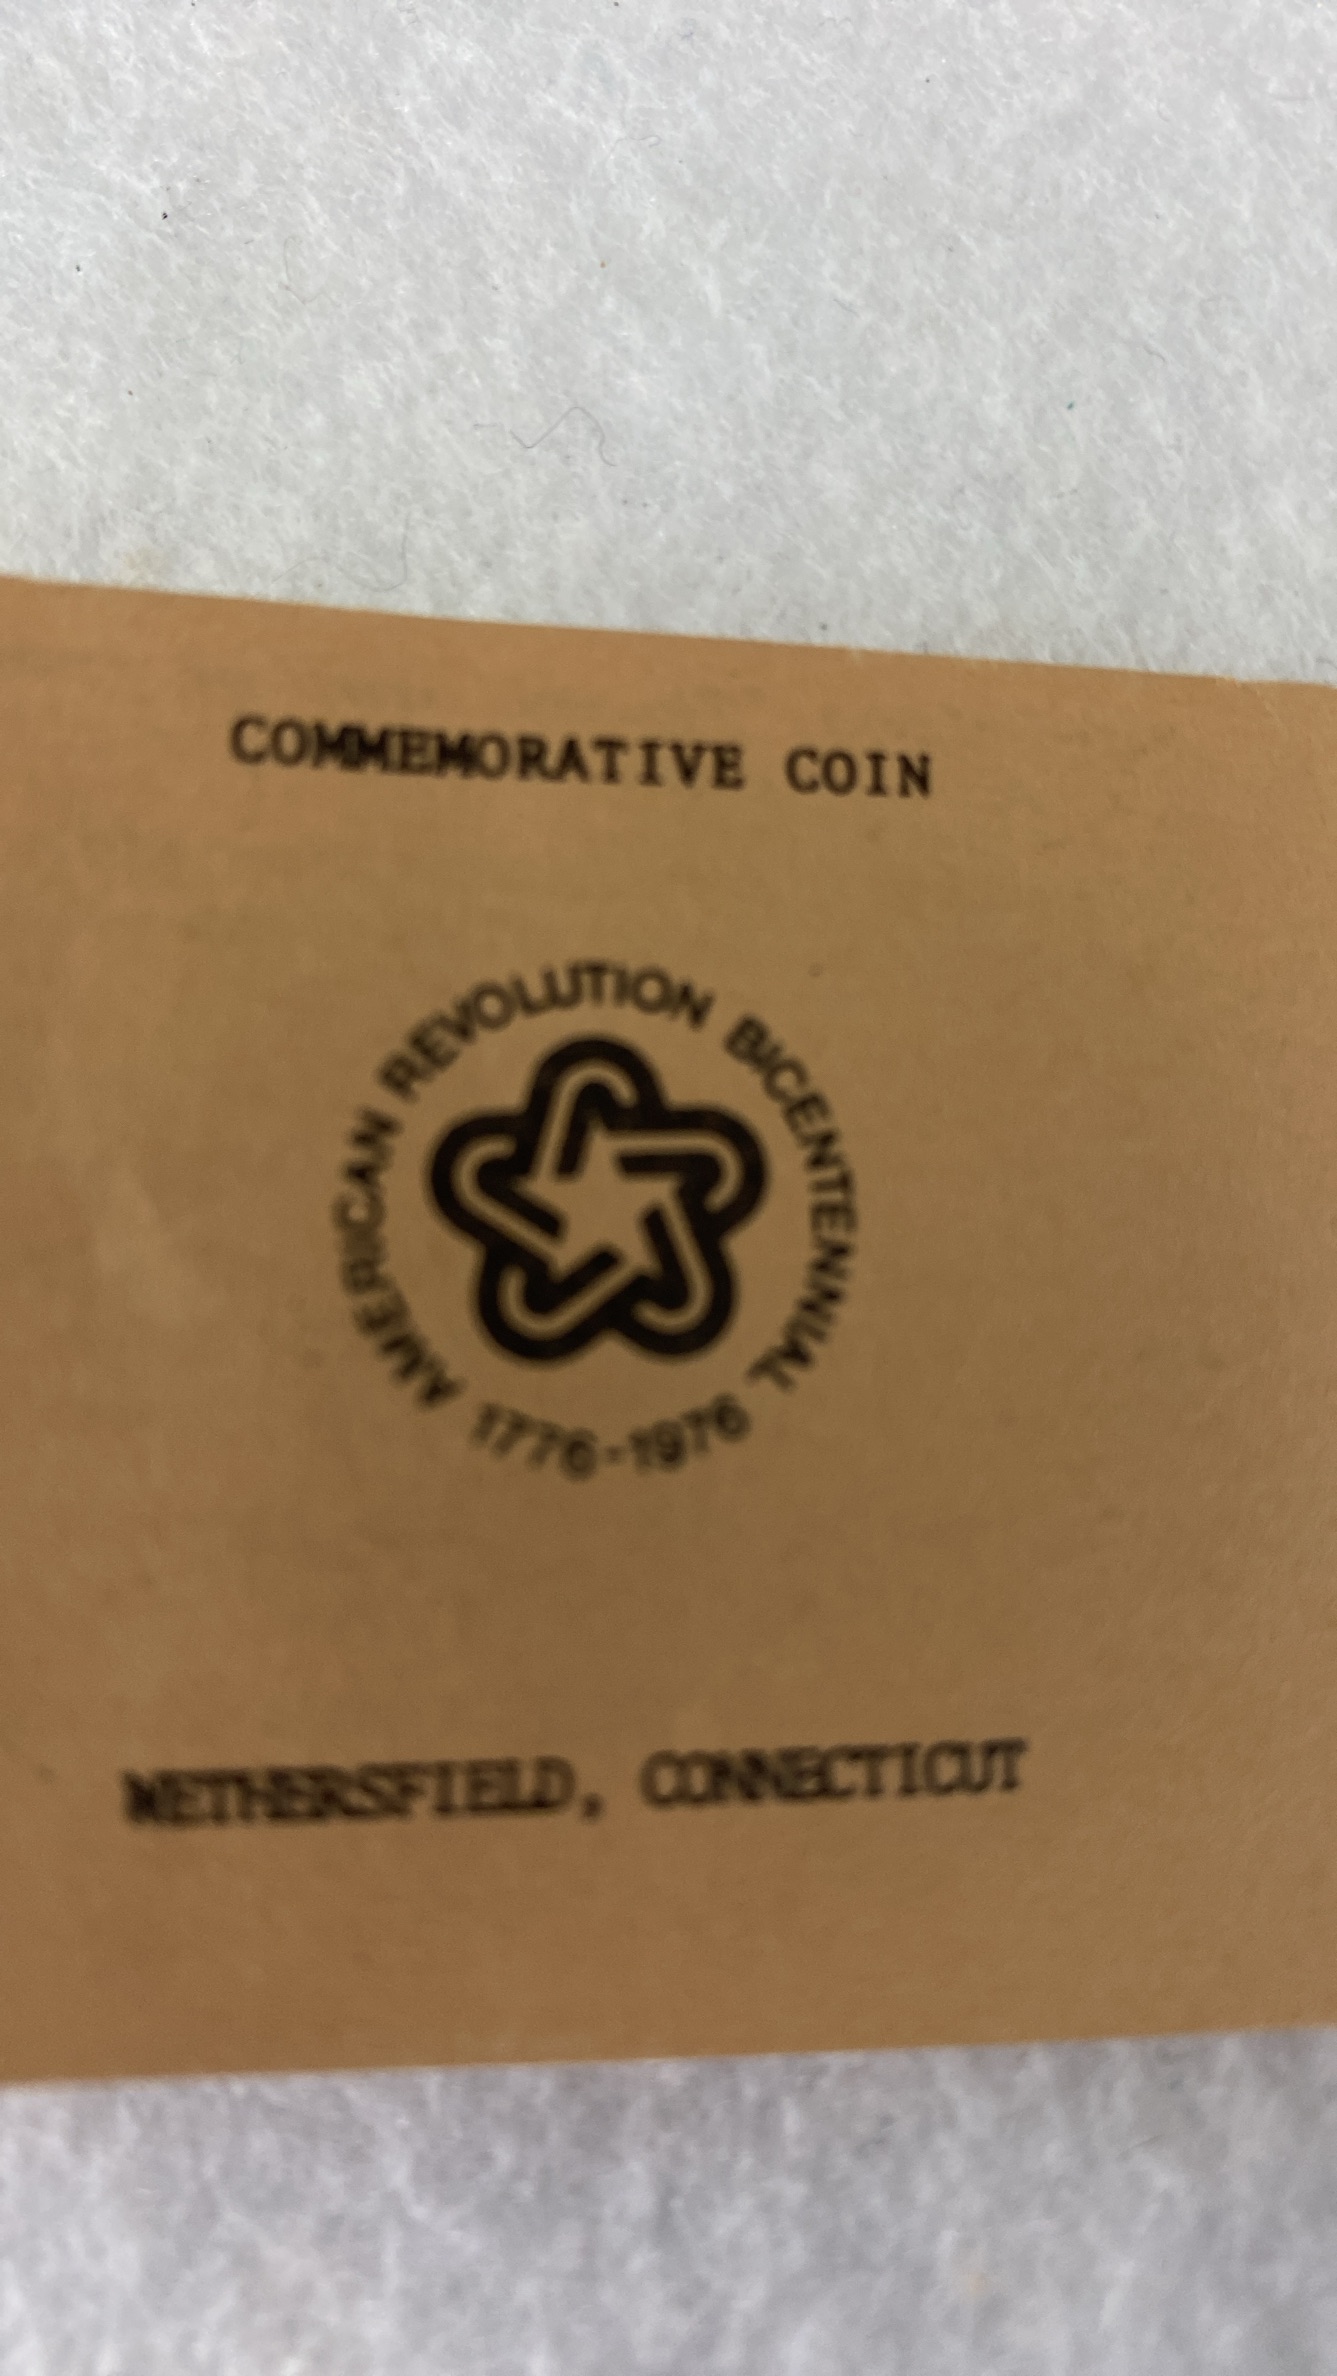 COMMEMORATIVE COIN
AMERICAN REVOLUTION BICENTENNIAL
1776-1976
WETHERSFIELD, CONNECTICUT